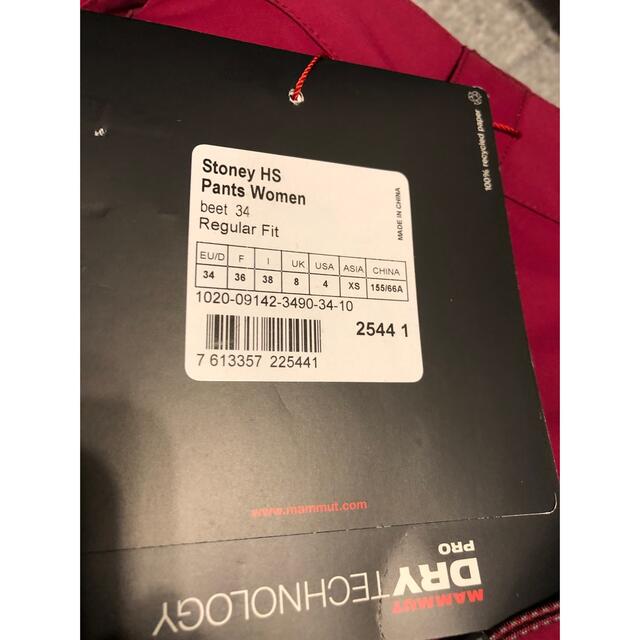 Stoney HS
Pants Women
beet 34
Regular Fit
MADE IN CHINA
EU/D F I UK USA ASIA CHINA
34 36 38 8 4 XS 155/66A
1020-09142-3490-34-10
2544 1
7 613357 225441
100% recycled paper
www.mammut.com
MAMMUT
DRY TECHNOLOGY
PRO